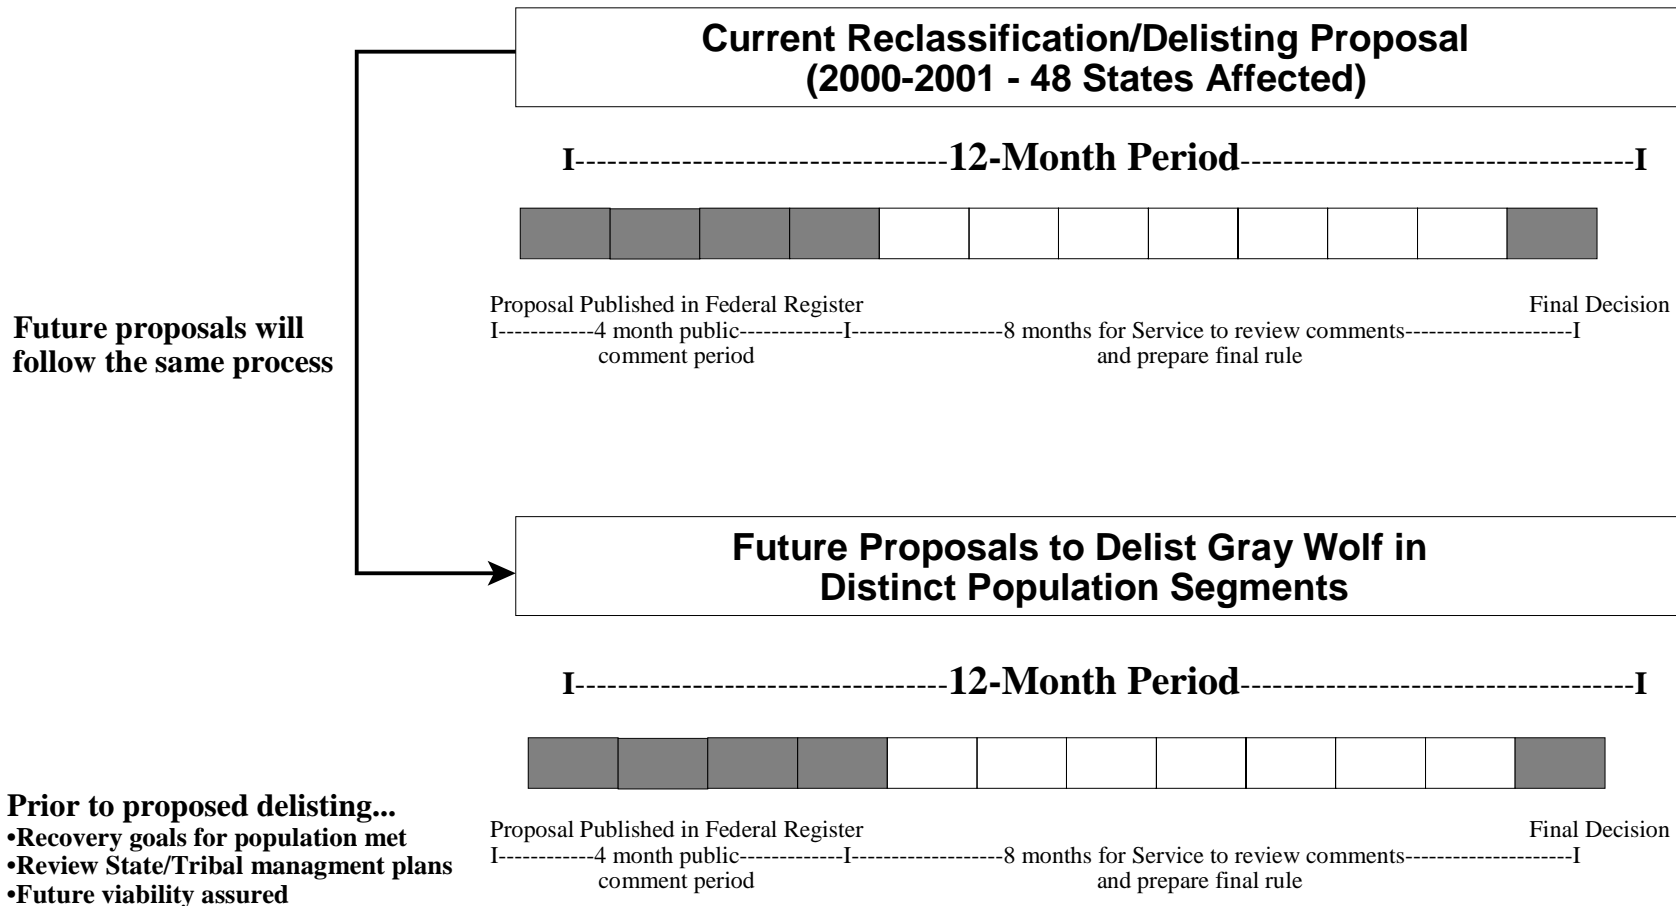 Current Reclassification/Delisting Proposal
(2000-2001 - 48 States Affected)
I-----------------------------------12-Month Period-------------------------------------I
Proposal Published in Federal Register
Final Decision
I------------4 month public-------------I-------------------8 months for Service to review comments---------------------I
comment period
and prepare final rule
Future proposals will
follow the same process
Future Proposals to Delist Gray Wolf in
Distinct Population Segments
I-----------------------------------12-Month Period-------------------------------------I
Prior to proposed delisting...
•Recovery goals for population met
•Review State/Tribal managment plans
•Future viability assured
Proposal Published in Federal Register
Final Decision
I------------4 month public-------------I-------------------8 months for Service to review comments---------------------I
comment period
and prepare final rule